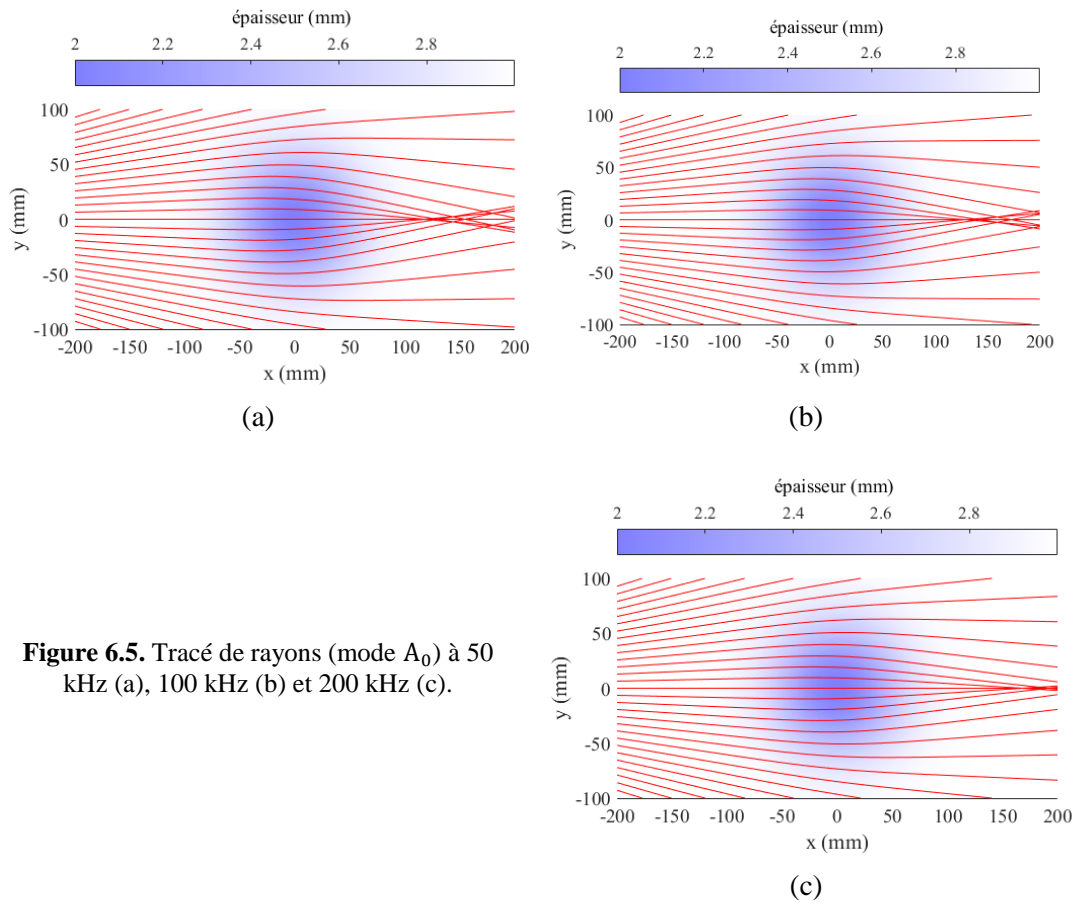 épaisseur (mm)
2 2.2 2.4 2.6 2.8
100
50
0
-50
-100
y (mm)
-200 -150 -100 -50 0 50 100 150 200
x (mm)
(a)
épaisseur (mm)
2 2.2 2.4 2.6 2.8
100
50
0
-50
-100
y (mm)
-200 -150 -100 -50 0 50 100 150 200
x (mm)
(b)
Figure 6.5. Tracé de rayons (mode A₀) à 50
kHz (a), 100 kHz (b) et 200 kHz (c).
épaisseur (mm)
2 2.2 2.4 2.6 2.8
100
50
0
-50
-100
y (mm)
-200 -150 -100 -50 0 50 100 150 200
x (mm)
(c)